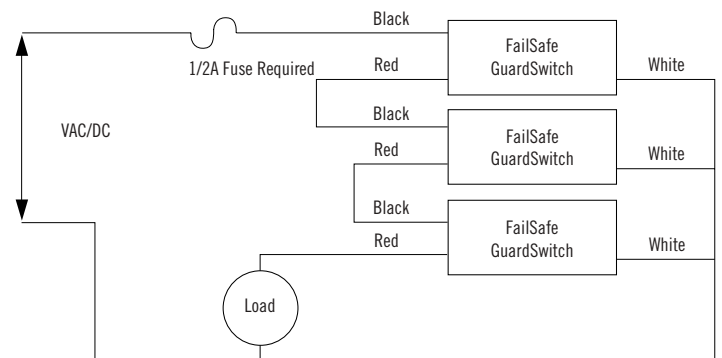 Black
FailSafe
GuardSwitch
1/2A Fuse Required
Red
White
VAC/DC
Black
FailSafe
GuardSwitch
Red
White
Black
FailSafe
GuardSwitch
Red
White
Load